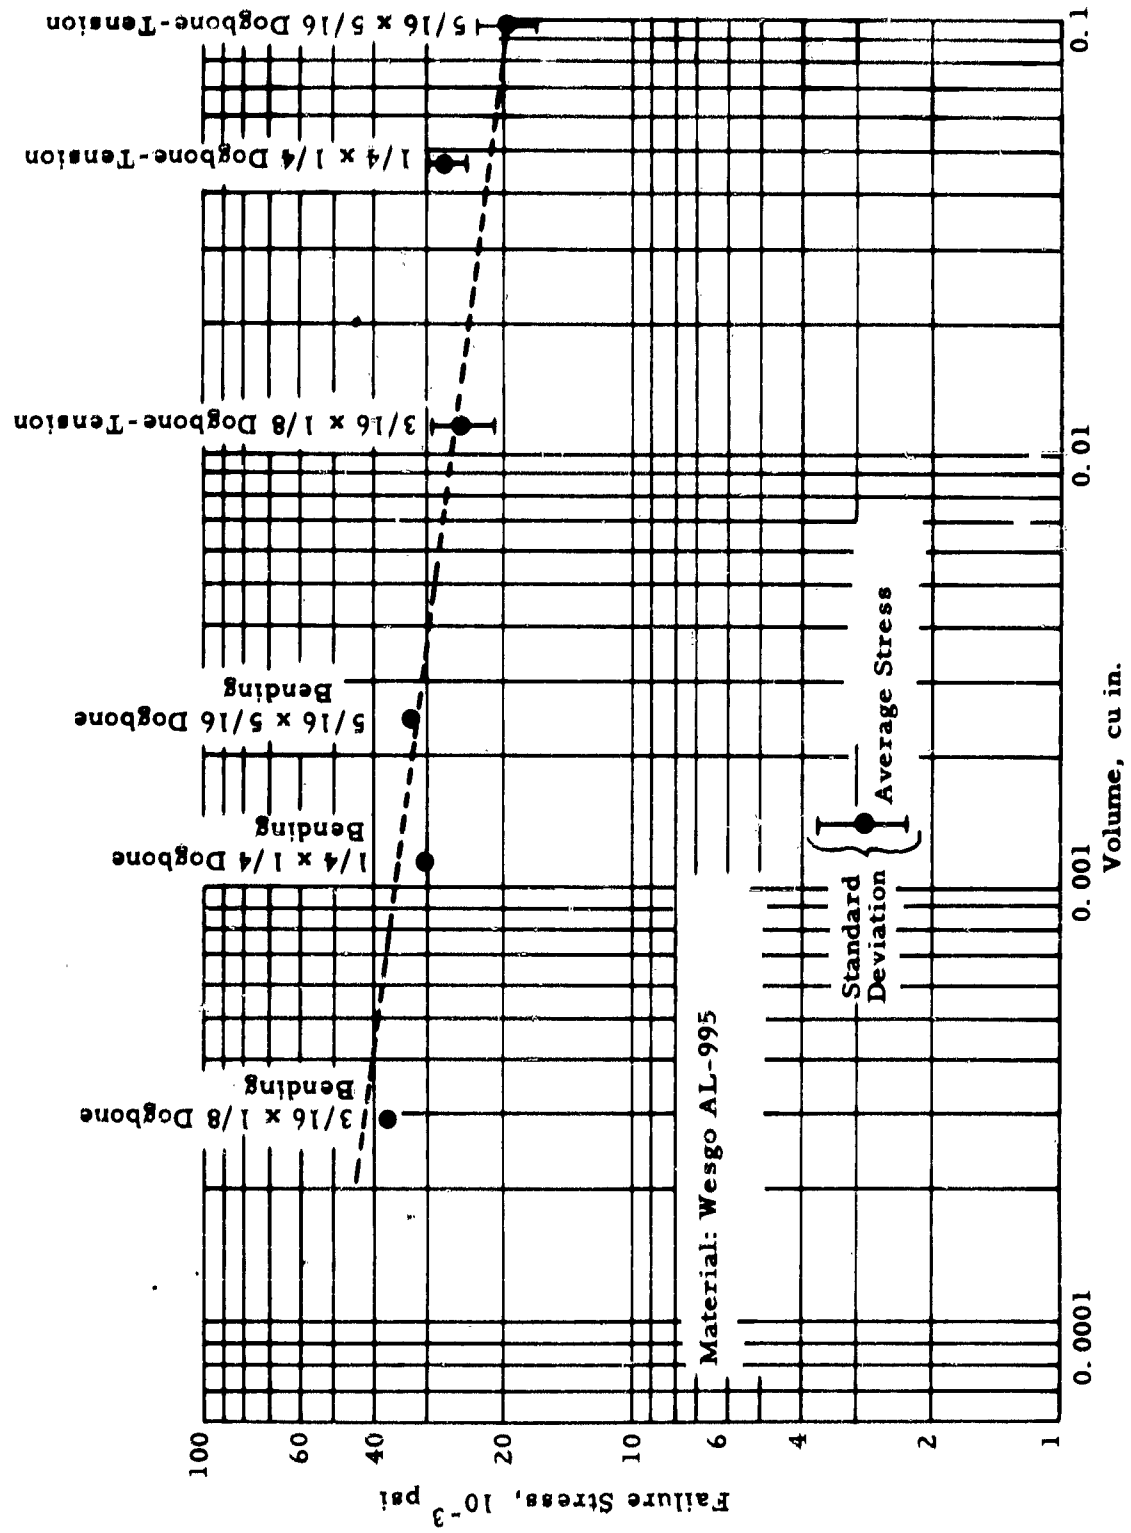 Failure Stress, 10-3 psi
100
60
40
20
10
6
4
2
1
3/16 x 1/8 Dogbone
Bending
1/4 x 1/4 Dogbone
Bending
5/16 x 5/16 Dogbone
Bending
3/16 x 1/8 Dogbone-Tension
1/4 x 1/4 Dogbone-Tension
5/16 x 5/16 Dogbone-Tension
Material: Wesgo AL-995
Standard
Deviation
Average Stress
0.0001
0.001
0.01
0.1
Volume, cu in.